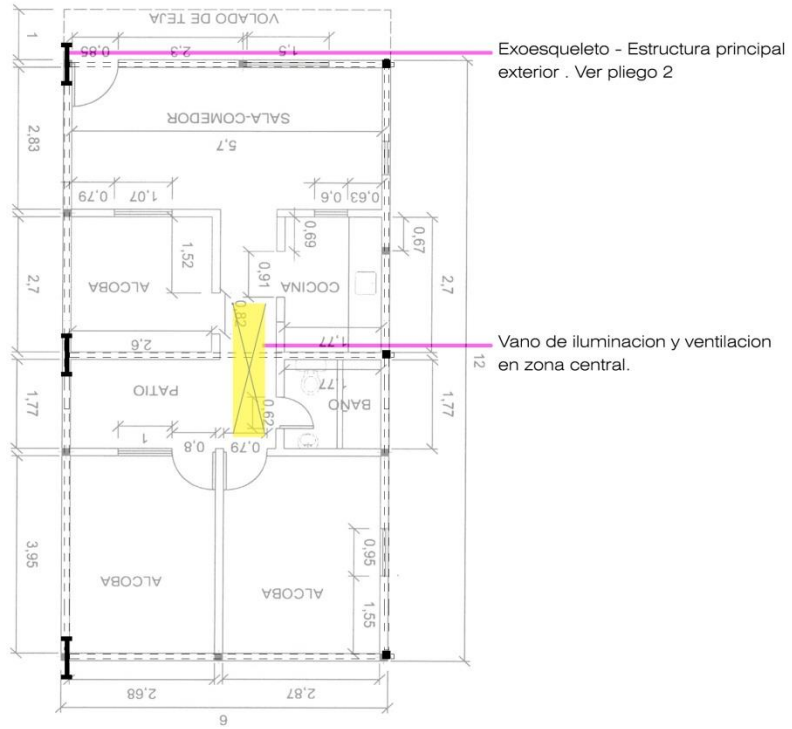 VOLADO DE TEJA
1
0,85
2,3
1,5
Exoesqueleto - Estructura principal
exterior . Ver pliego 2
SALA-COMEDOR
5,7
2,83
0,79
1,07
0,6
0,63
0,69
0,67
1,52
0,91
ALCOBA
COCINA
2,7
2,7
0,82
2,6
1,77
Vano de iluminacion y ventilacion
en zona central.
12
PATIO
1,77
BAÑO
1,77
1,77
0,62
1
0,8
0,79
3,95
0,95
ALCOBA
ALCOBA
1,55
2,68
2,87
6